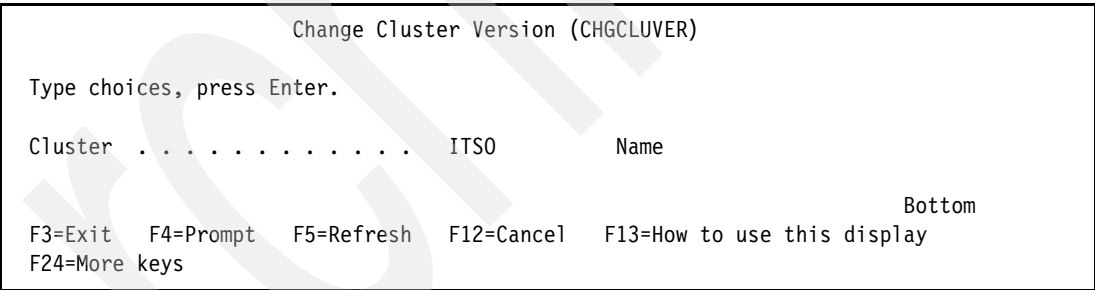 Change Cluster Version (CHGCLUVER)
Type choices, press Enter.
Cluster . . . . . . . . . . . . ITSO Name
Bottom
F3=Exit F4=Prompt F5=Refresh F12=Cancel F13=How to use this display
F24=More keys